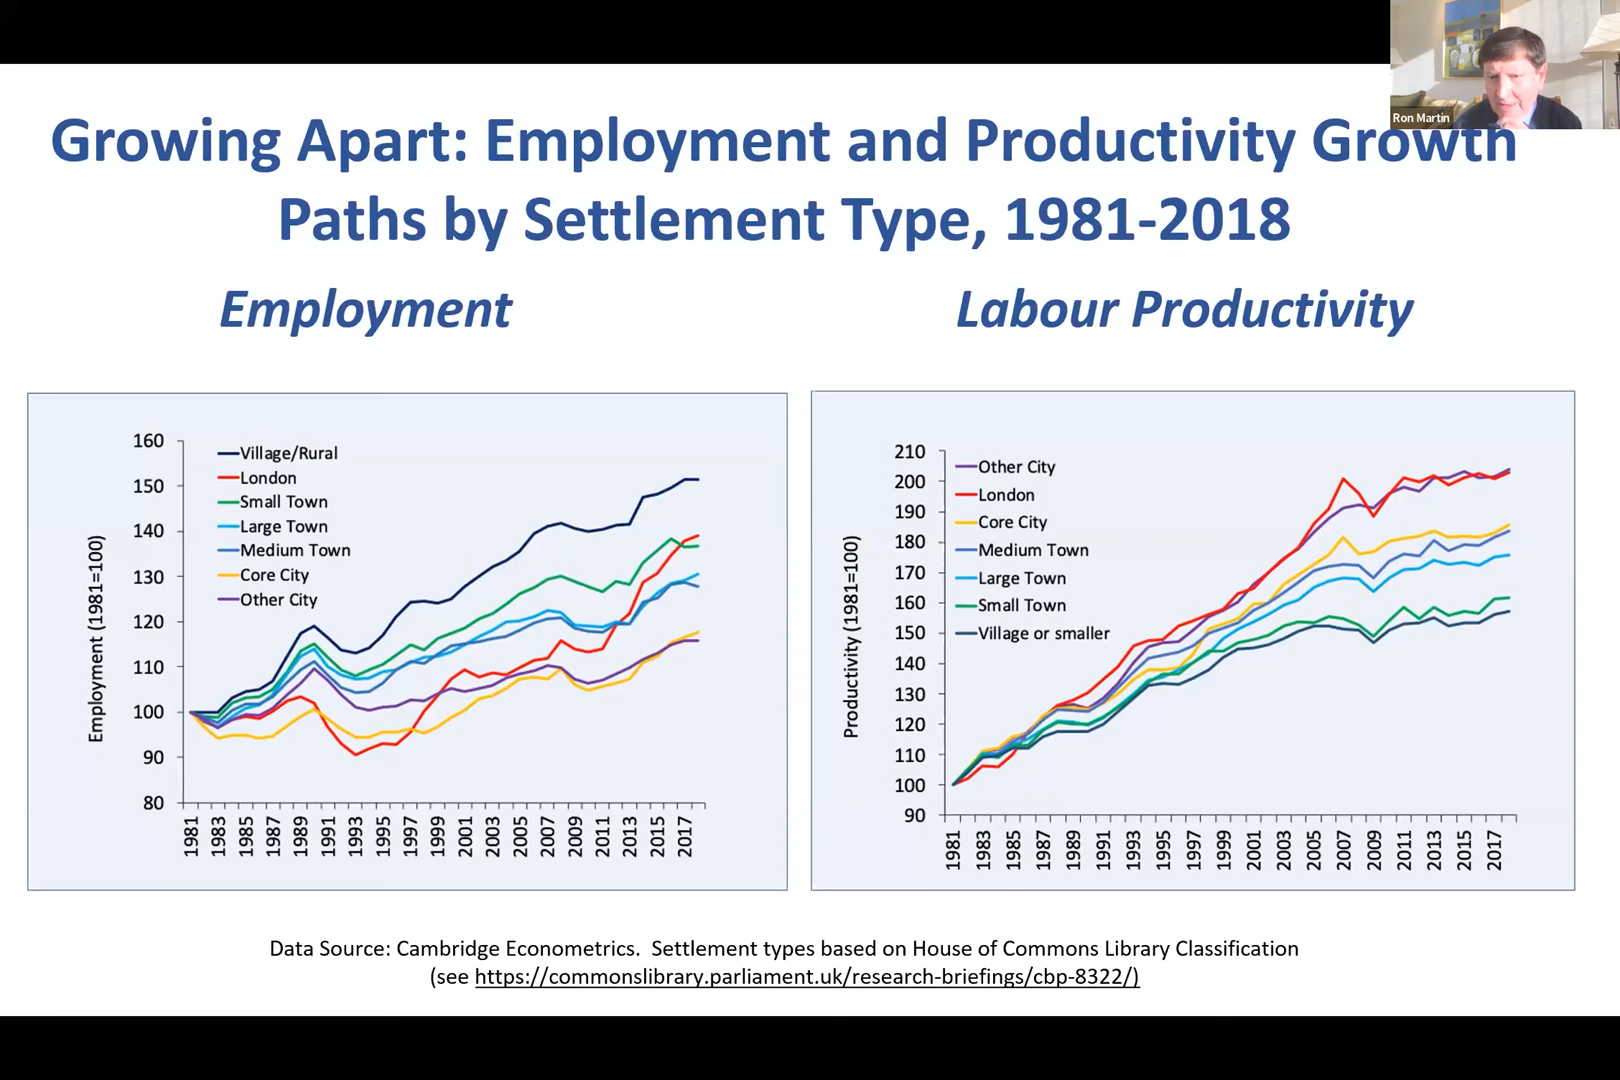 Ron Martin
Growing Apart: Employment and Productivity Growth
Paths by Settlement Type, 1981-2018
Employment
Labour Productivity
Employment (1981=100)
160
150
140
130
120
110
100
90
80
Village/Rural
London
Small Town
Large Town
Medium Town
Core City
Other City
1981
1983
1985
1987
1989
1991
1993
1995
1997
1999
2001
2003
2005
2007
2009
2011
2013
2015
2017
Productivity (1981=100)
210
200
190
180
170
160
150
140
130
120
110
100
90
Other City
London
Core City
Medium Town
Large Town
Small Town
Village or smaller
1981
1983
1985
1987
1989
1991
1993
1995
1997
1999
2001
2003
2005
2007
2009
2011
2013
2015
2017
Data Source: Cambridge Econometrics. Settlement types based on House of Commons Library Classification
(see https://commonslibrary.parliament.uk/research-briefings/cbp-8322/)